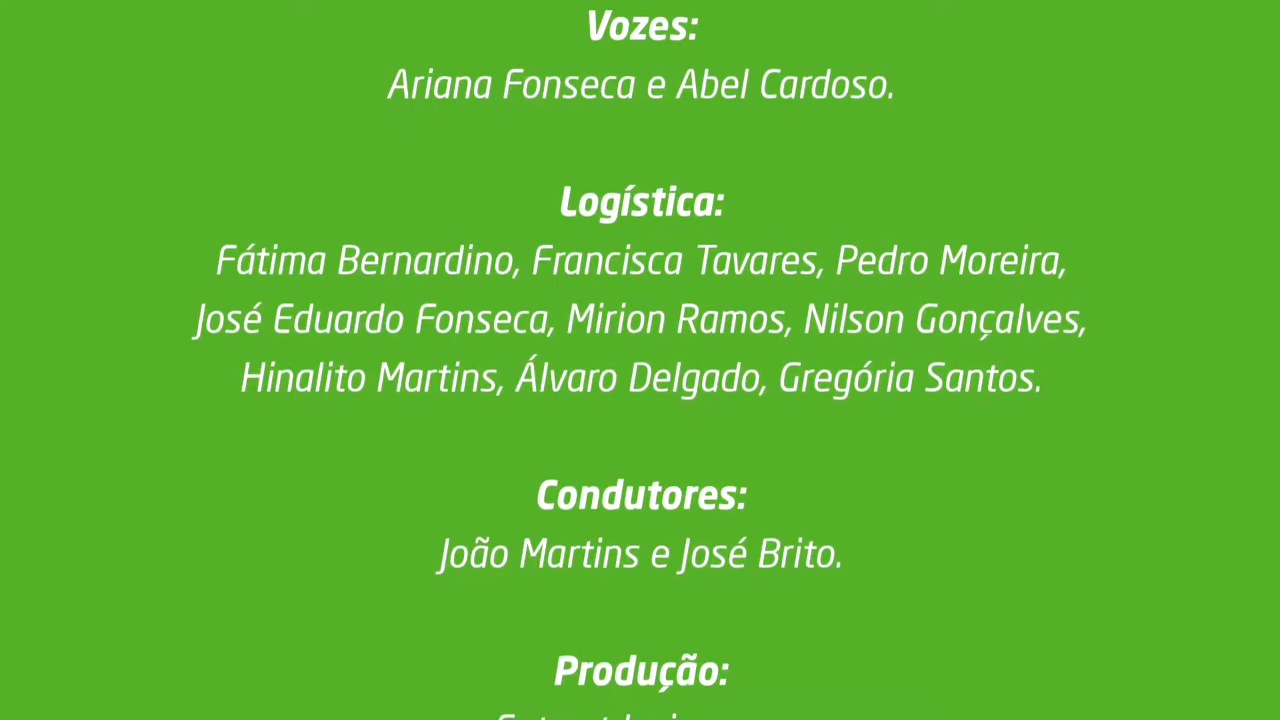 Vozes:
Ariana Fonseca e Abel Cardoso.
Logística:
Fátima Bernardino, Francisca Tavares, Pedro Moreira,
José Eduardo Fonseca, Mirion Ramos, Nilson Gonçalves,
Hinalito Martins, Álvaro Delgado, Gregória Santos.
Condutores:
João Martins e José Brito.
Produção: